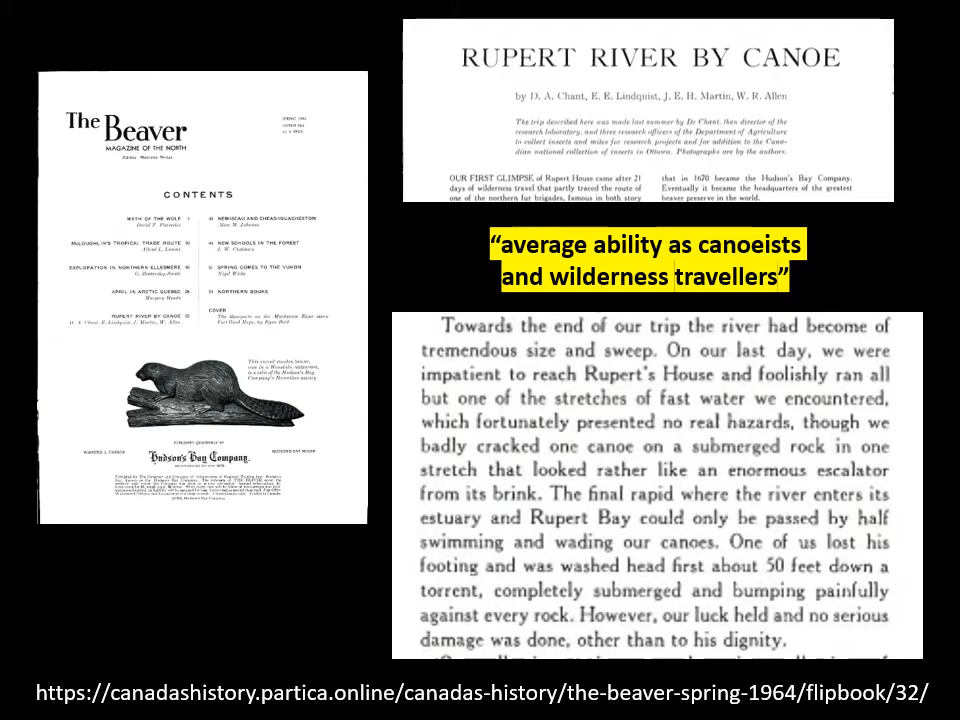 The Beaver
MAGAZINE OF THE NORTH
CONTENTS
MYTH OF THE WOLF
McLOUGHLIN'S TROPICAL TRADE ROUTE
EXPLORATION IN NORTHERN ELLESMERE
APRIL IN ARCTIC QUEBEC
RUPERT RIVER BY CANOE 32
NEMISCAU AND CHEASHQUACHESTON
NEW SCHOOLS IN THE FOREST
SPRING COMES TO THE YUKON
NORTHERN BOOKS
COVER
Hudson's Bay Company.
RUPERT RIVER BY CANOE
by D. A. Chant, E. E. Lindquist, J. E. H. Martin, W. R. Allen
The trip described here was made last summer by Dr Chant, then director of the
research laboratory, and three research officers of the Department of Agriculture
to collect insects and mites for research projects and for addition to the Cana-
dian national collection of insects in Ottawa. Photographs are by the authors.
OUR FIRST GLIMPSE of Rupert House came after 21
days of wilderness travel that partly traced the route of
one of the northern fur brigades, famous in both story
that in 1670 became the Hudson's Bay Company.
Eventually it became the headquarters of the greatest
beaver preserve in the world.
“average ability as canoeists
and wilderness travellers”
Towards the end of our trip the river had become of
tremendous size and sweep. On our last day, we were
impatient to reach Rupert's House and foolishly ran all
but one of the stretches of fast water we encountered,
which fortunately presented no real hazards, though we
badly cracked one canoe on a submerged rock in one
stretch that looked rather like an enormous escalator
from its brink. The final rapid where the river enters its
estuary and Rupert Bay could only be passed by half
swimming and wading our canoes. One of us lost his
footing and was washed head first about 50 feet down a
torrent, completely submerged and bumping painfully
against every rock. However, our luck held and no serious
damage was done, other than to his dignity.
https://canadashistory.partica.online/canadas-history/the-beaver-spring-1964/flipbook/32/